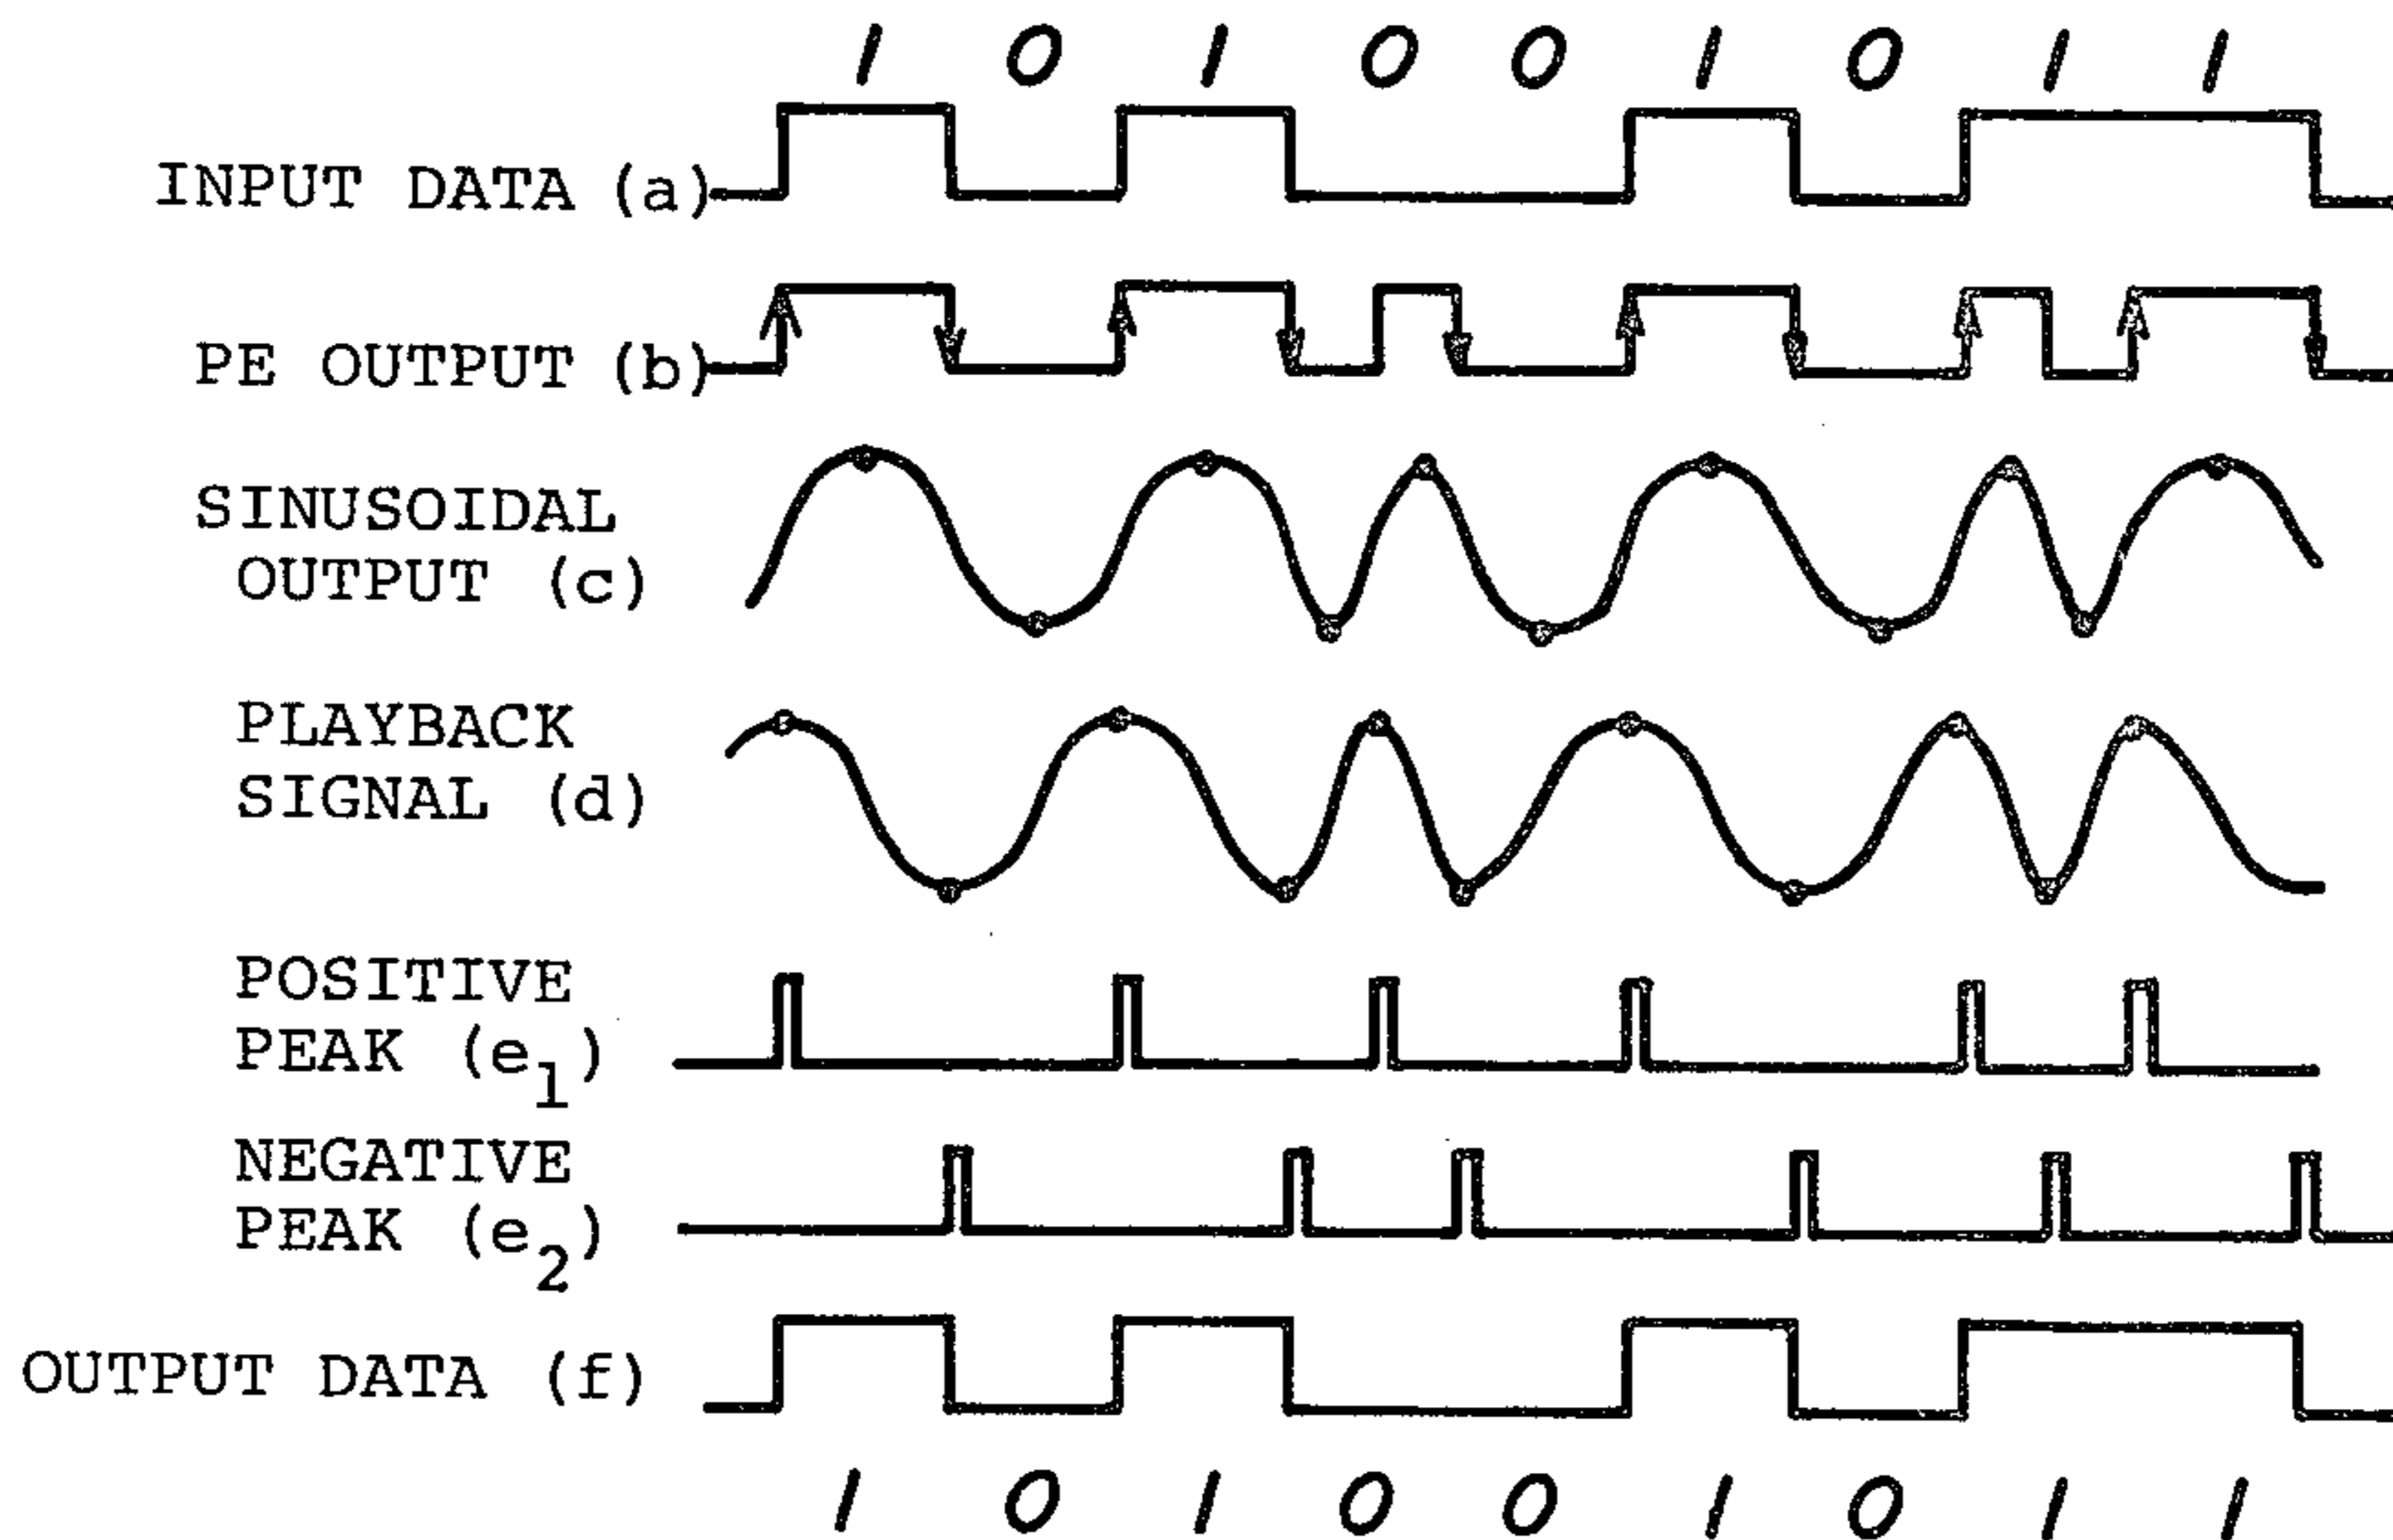 1 0 1 0 0 1 0 1 1
INPUT DATA (a)
PE OUTPUT (b)
SINUSOIDAL
OUTPUT (c)
PLAYBACK
SIGNAL (d)
POSITIVE
PEAK (e1)
NEGATIVE
PEAK (e2)
OUTPUT DATA (f)
1 0 1 0 0 1 0 1 1